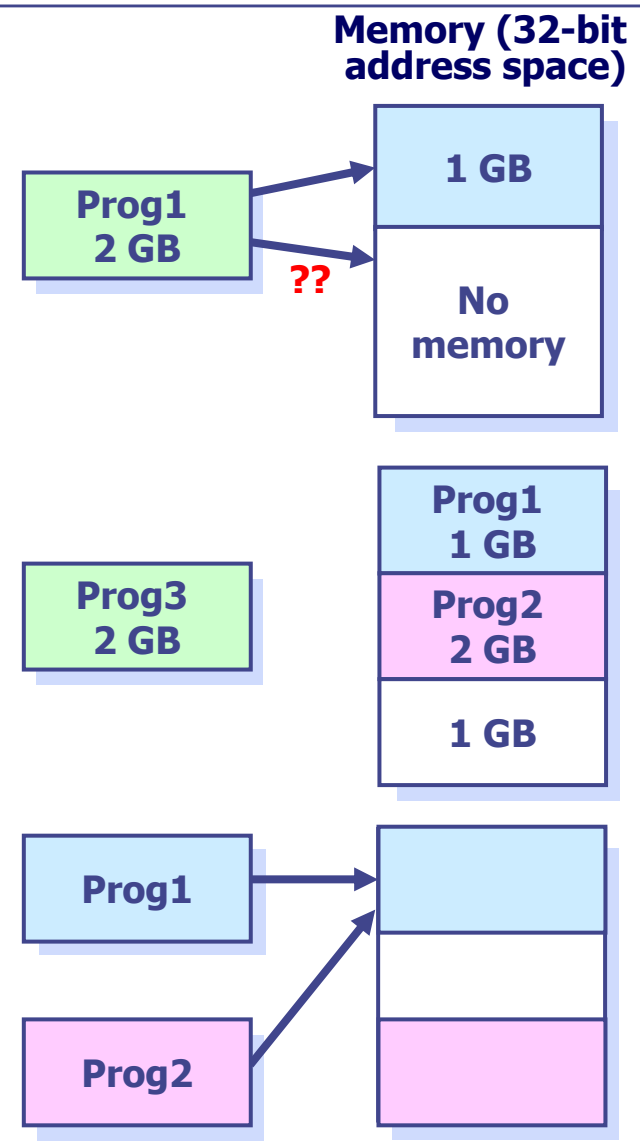 Memory (32-bit
address space)
Prog1
2 GB
??
1 GB
No
memory
Prog3
2 GB
Prog1
1 GB
Prog2
2 GB
1 GB
Prog1
Prog2